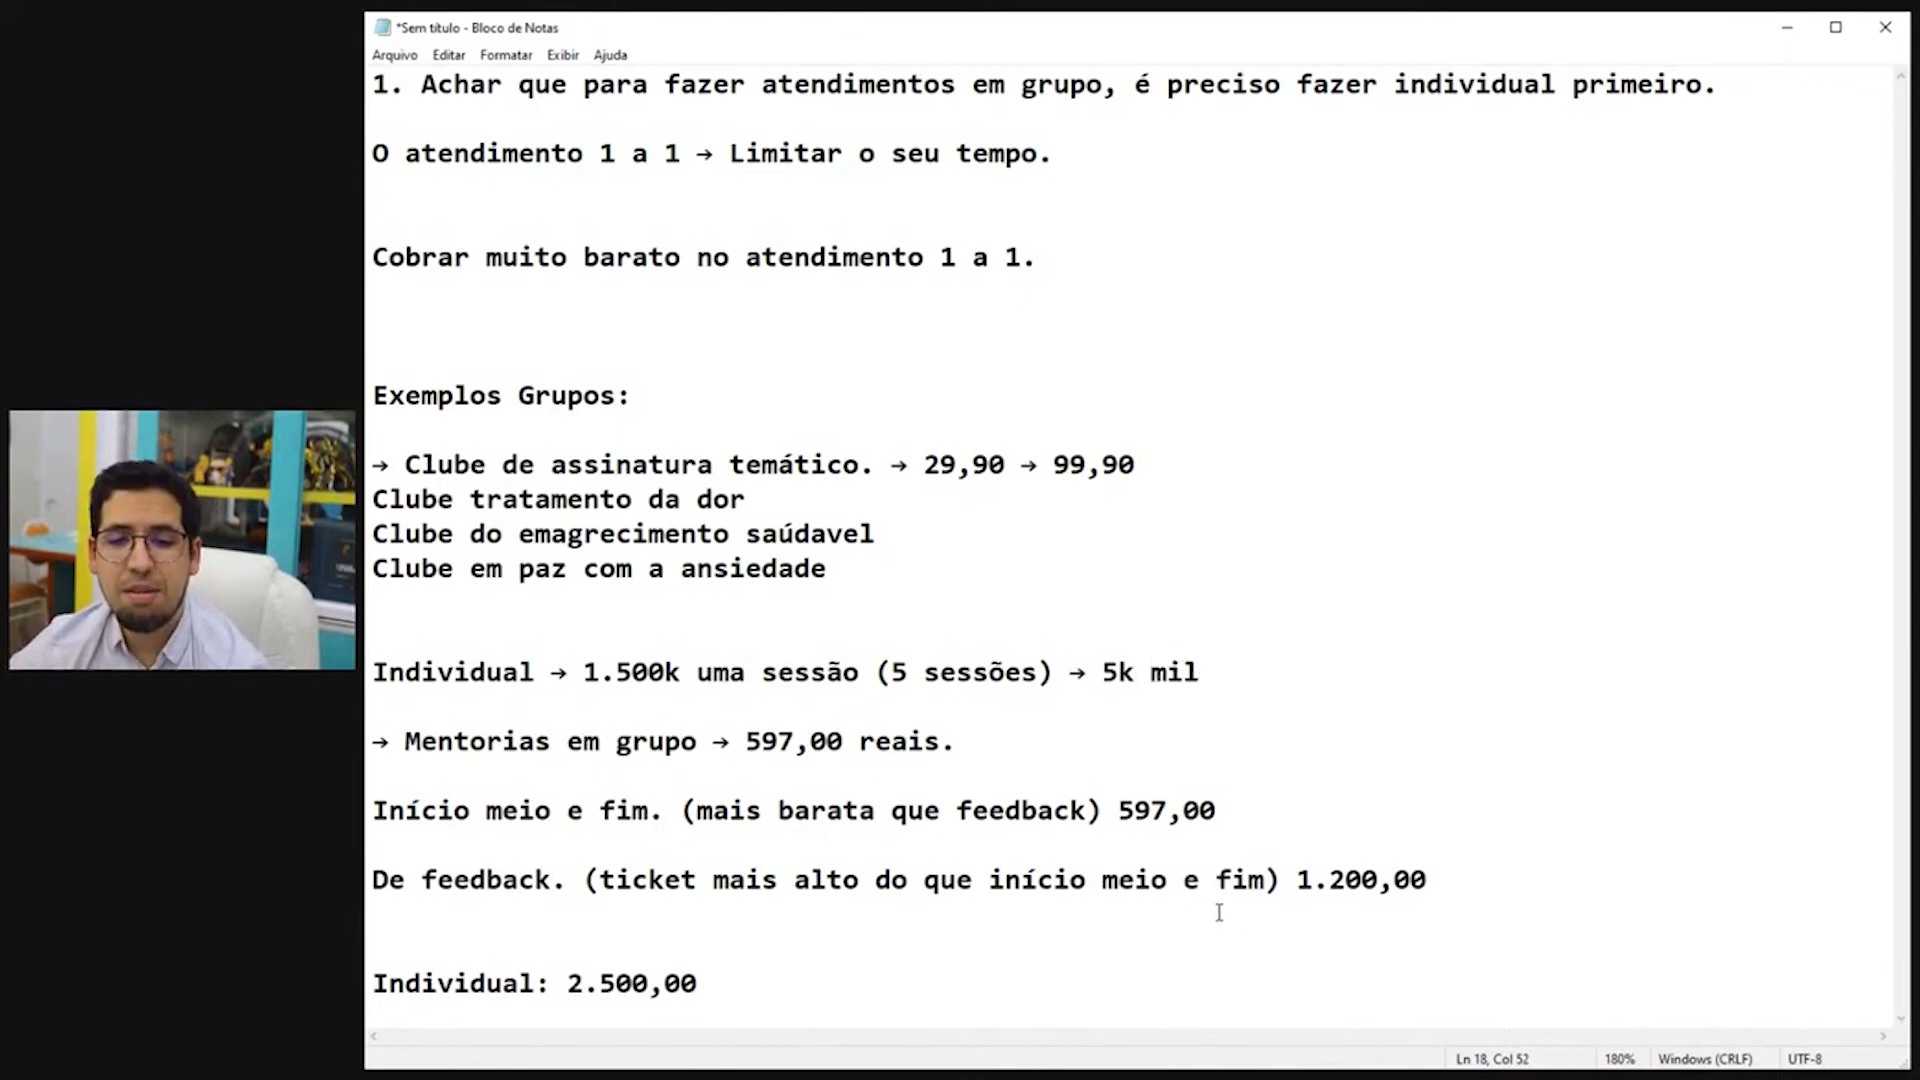 *Sem título - Bloco de Notas
Arquivo Editar Formatar Exibir Ajuda
1. Achar que para fazer atendimentos em grupo, é preciso fazer individual primeiro.
O atendimento 1 a 1 → Limitar o seu tempo.
Cobrar muito barato no atendimento 1 a 1.
Exemplos Grupos:
→ Clube de assinatura temático. → 29,90 → 99,90
Clube tratamento da dor
Clube do emagrecimento saúdavel
Clube em paz com a ansiedade
Individual → 1.500k uma sessão (5 sessões) → 5k mil
→ Mentorias em grupo → 597,00 reais.
Início meio e fim. (mais barata que feedback) 597,00
De feedback. (ticket mais alto do que início meio e fim) 1.200,00
Individual: 2.500,00
Ln 18, Col 52 180% Windows (CRLF) UTF-8